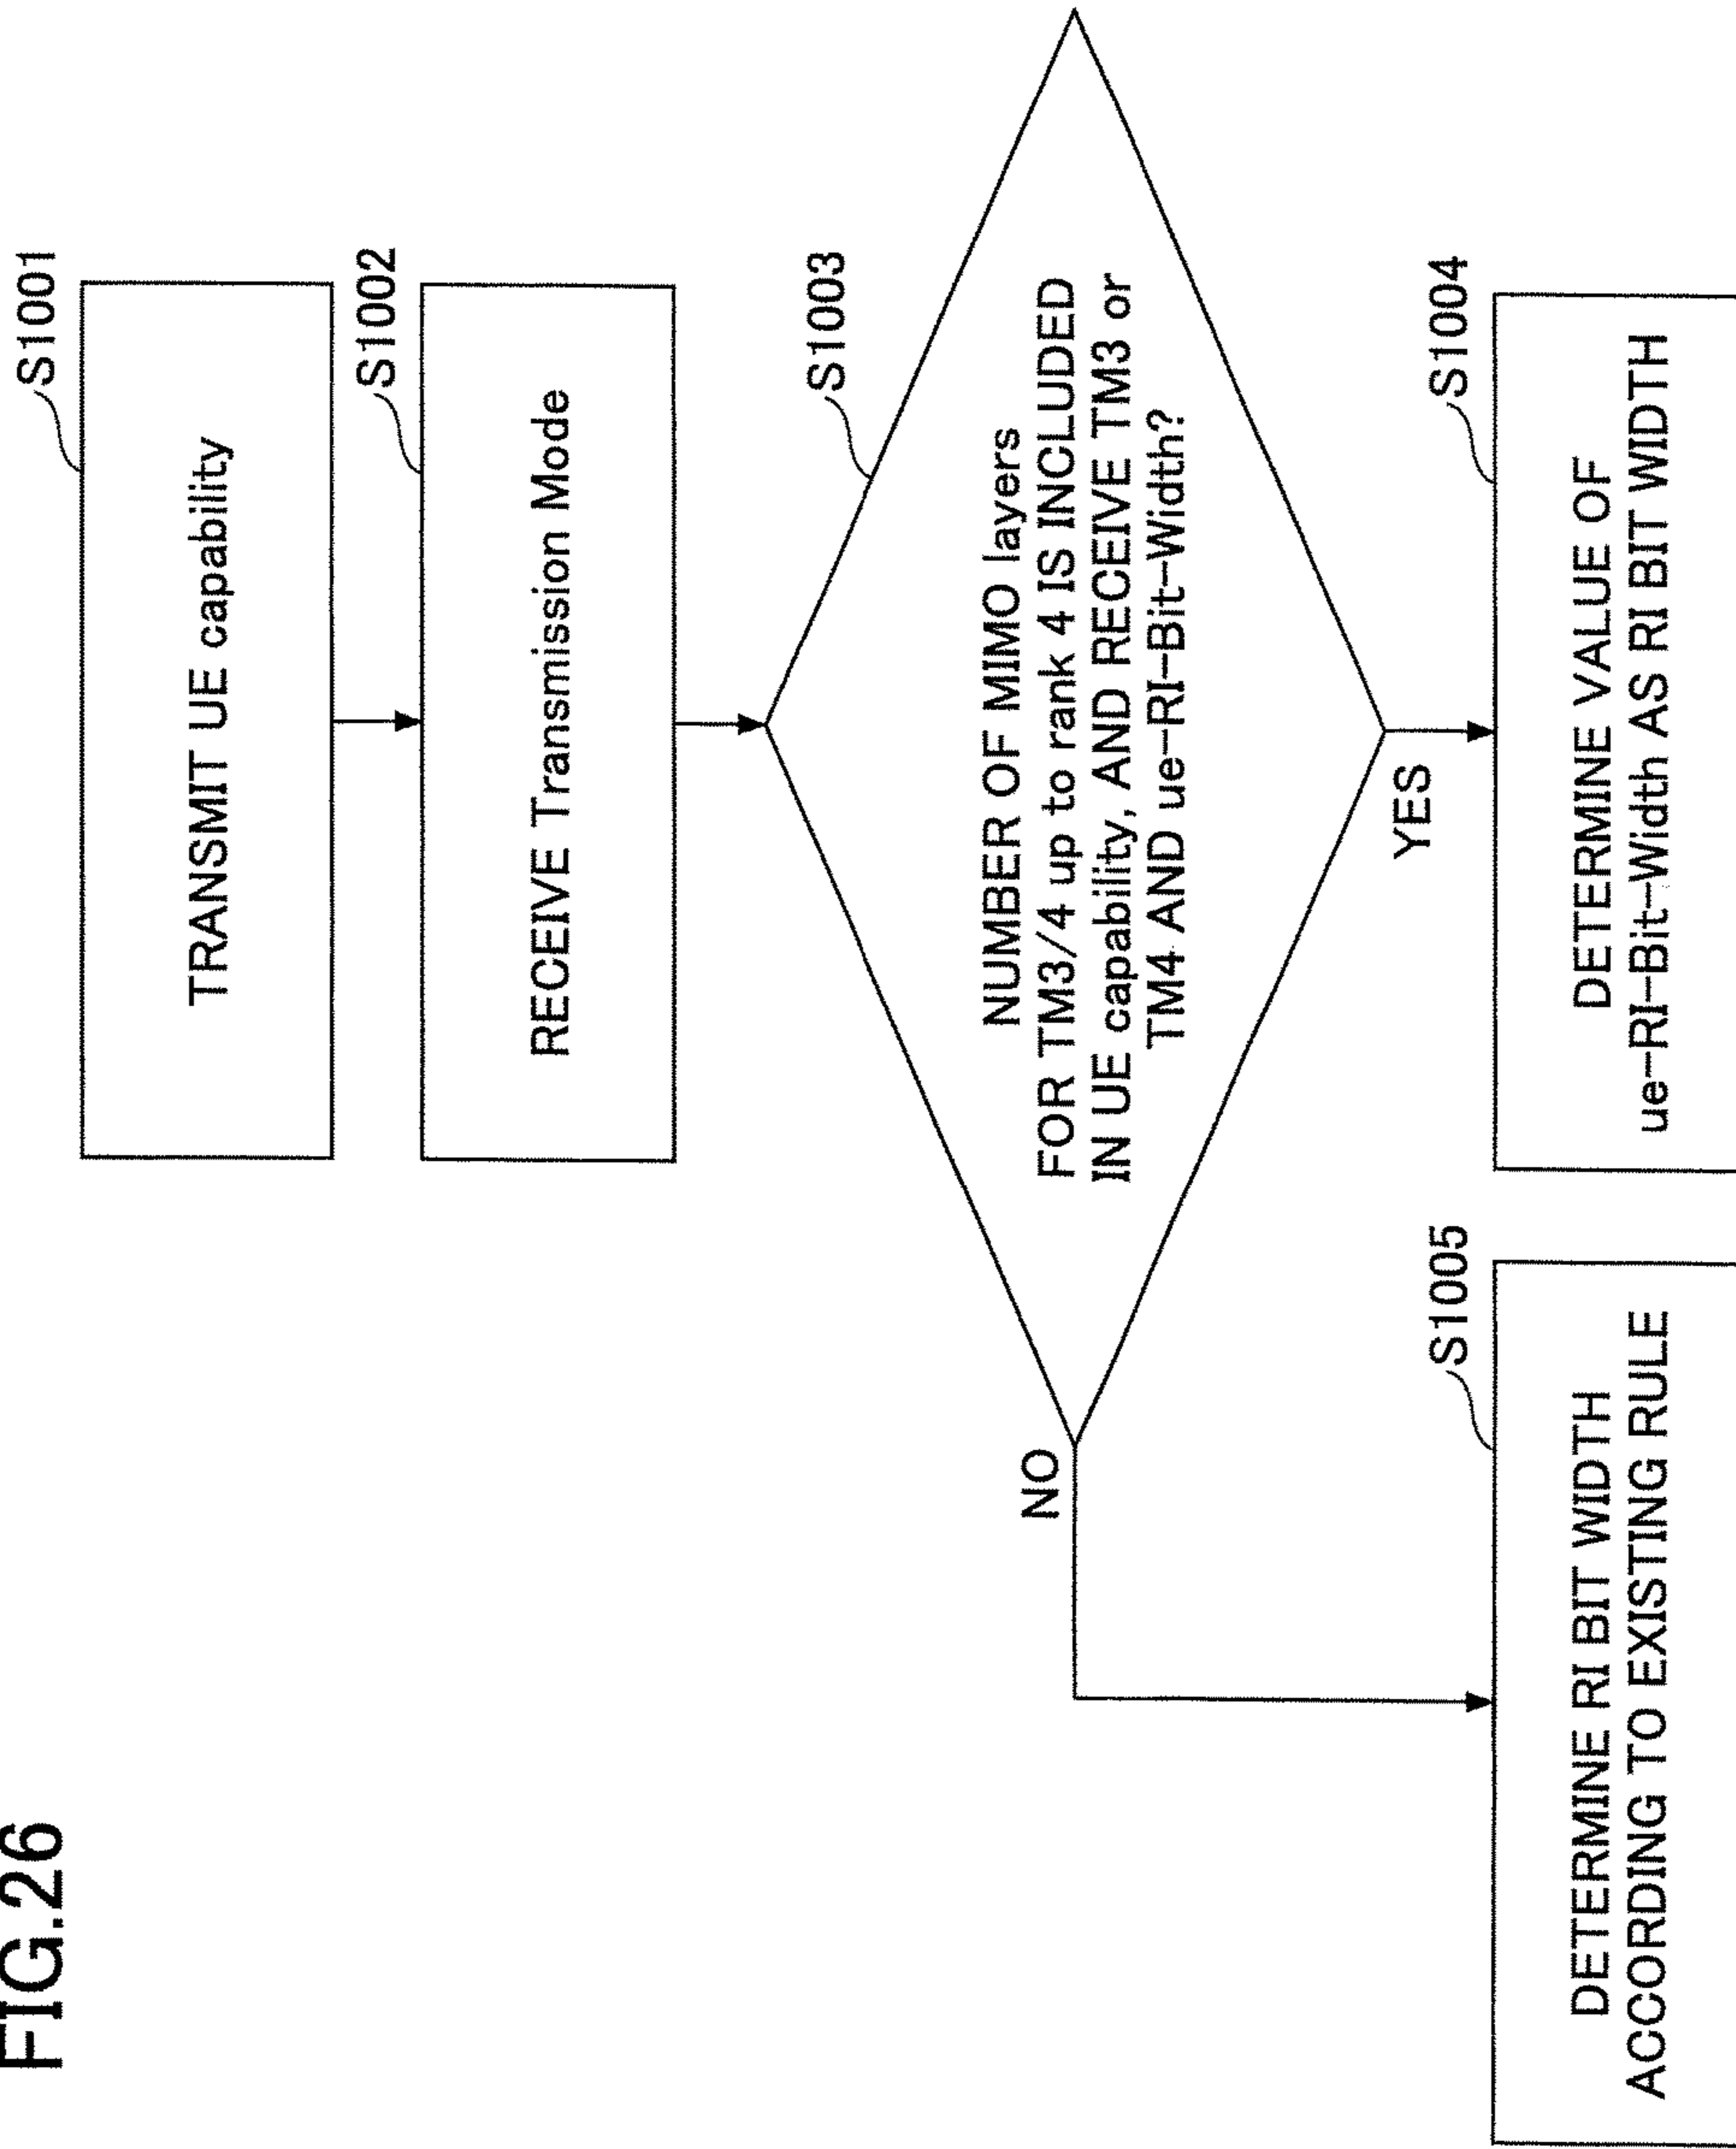 FIG.26
S1001
TRANSMIT UE capability
S1002
RECEIVE Transmission Mode
S1003
NUMBER OF MIMO layers
FOR TM3/4 up to rank 4 IS INCLUDED
IN UE capability, AND RECEIVE TM3 or
TM4 AND ue-RI-Bit-Width?
NO
YES
S1005
DETERMINE RI BIT WIDTH
ACCORDING TO EXISTING RULE
S1004
DETERMINE VALUE OF
ue-RI-Bit-Width AS RI BIT WIDTH